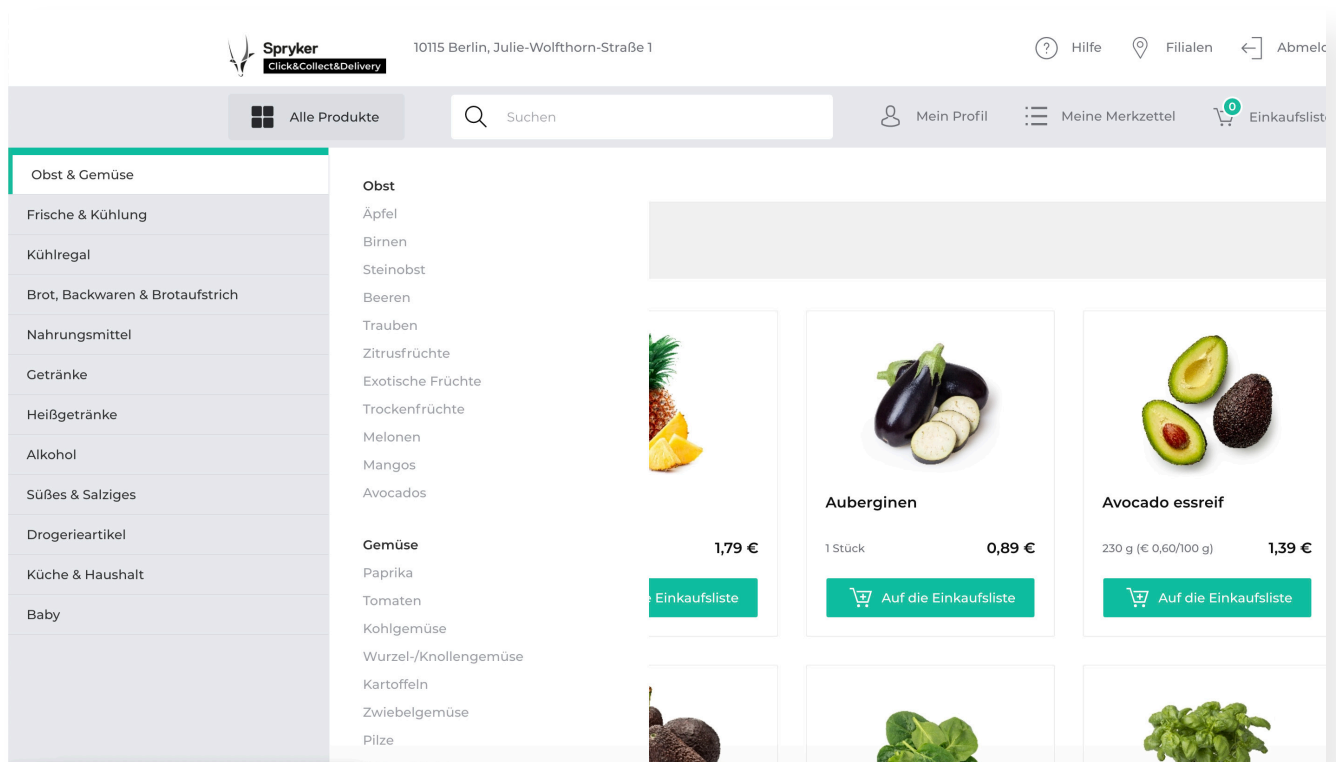 Spryker
Click&Collect&Delivery
10115 Berlin, Julie-Wolfthorn-Straße 1
Hilfe
Filialen
Abmeld
Alle Produkte
Suchen
Mein Profil
Meine Merkzettel
0
Einkaufsliste
Obst & Gemüse
Frische & Kühlung
Kühlregal
Brot, Backwaren & Brotaufstrich
Nahrungsmittel
Getränke
Heißgetränke
Alkohol
Süßes & Salziges
Drogerieartikel
Küche & Haushalt
Baby
Obst
Äpfel
Birnen
Steinobst
Beeren
Trauben
Zitrusfrüchte
Exotische Früchte
Trockenfrüchte
Melonen
Mangos
Avocados
Gemüse
Paprika
Tomaten
Kohlgemüse
Wurzel-/Knollengemüse
Kartoffeln
Zwiebelgemüse
Pilze
1,79 €
Einkaufsliste
Auberginen
1 Stück
0,89 €
Auf die Einkaufsliste
Avocado essreif
230 g (€ 0,60/100 g)
1,39 €
Auf die Einkaufsliste